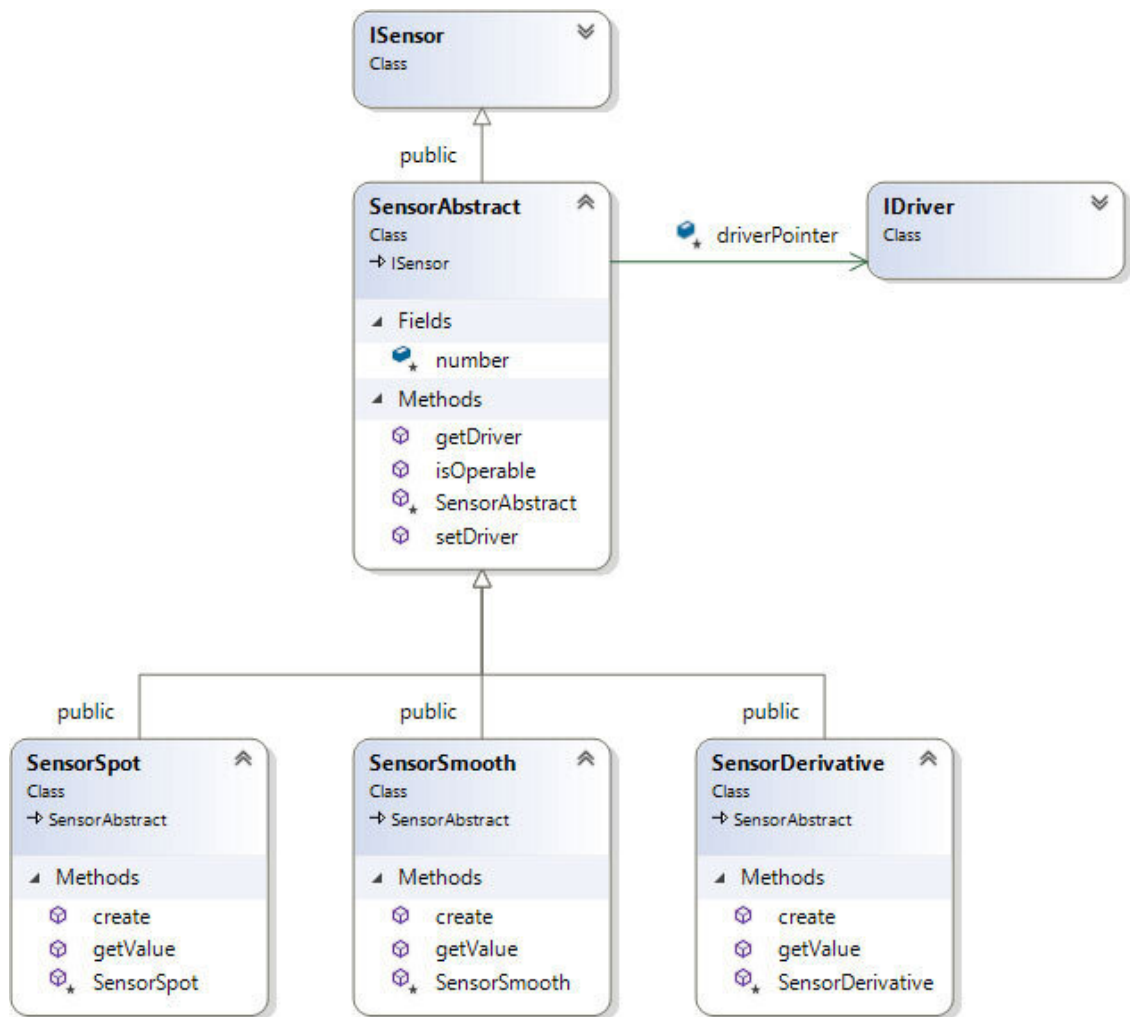 ISensor
Class
public
SensorAbstract
Class
ISensor
Fields
number
Methods
getDriver
isOperable
SensorAbstract
setDriver
driverPointer
IDriver
Class
public
public
public
SensorSpot
Class
SensorAbstract
Methods
create
getValue
SensorSpot
SensorSmooth
Class
SensorAbstract
Methods
create
getValue
SensorSmooth
SensorDerivative
Class
SensorAbstract
Methods
create
getValue
SensorDerivative